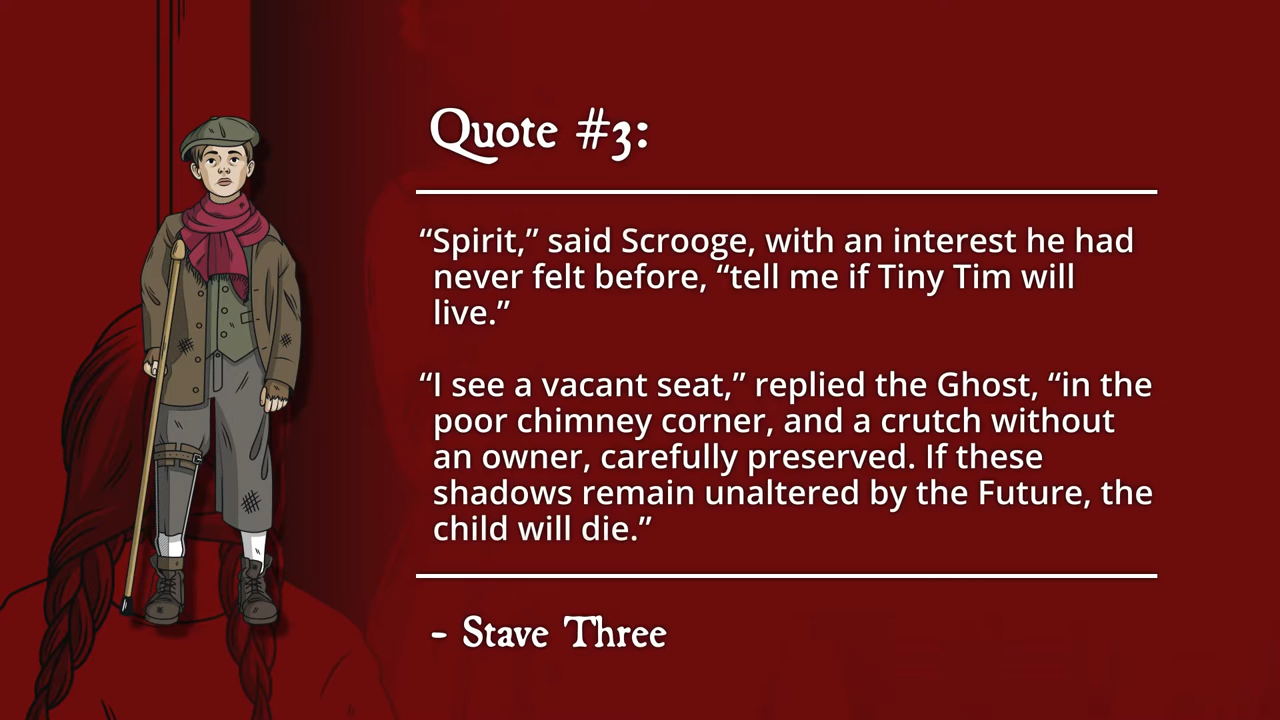 Quote #3:
“Spirit,” said Scrooge, with an interest he had
never felt before, “tell me if Tiny Tim will
live.”
“I see a vacant seat,” replied the Ghost, “in the
poor chimney corner, and a crutch without
an owner, carefully preserved. If these
shadows remain unaltered by the Future, the
child will die.”
- Stave Three